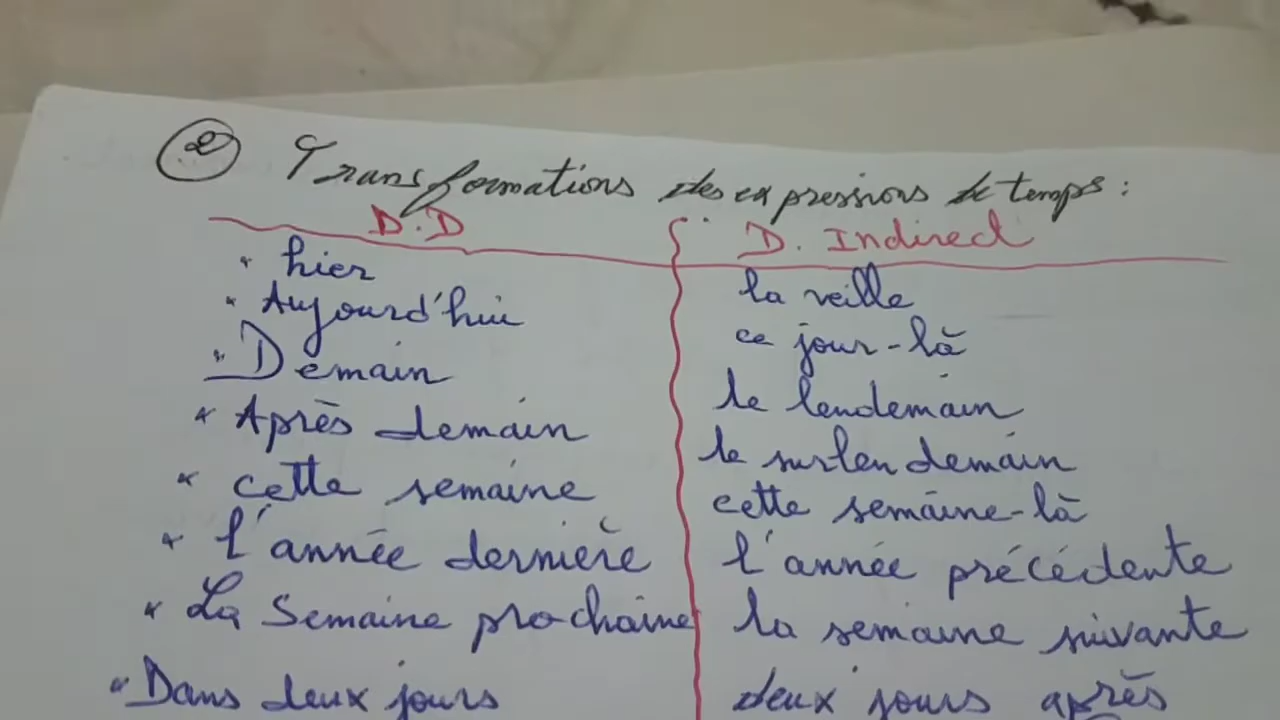 ② Transformations des expressions de temps :
D.D D. Indirect
hier la veille
Aujourd'hui ce jour-là
Demain le lendemain
Après demain le surlendemain
cette semaine cette semaine-là
l'année dernière l'année précédente
La Semaine prochaine la semaine suivante
Dans deux jours deux jours après